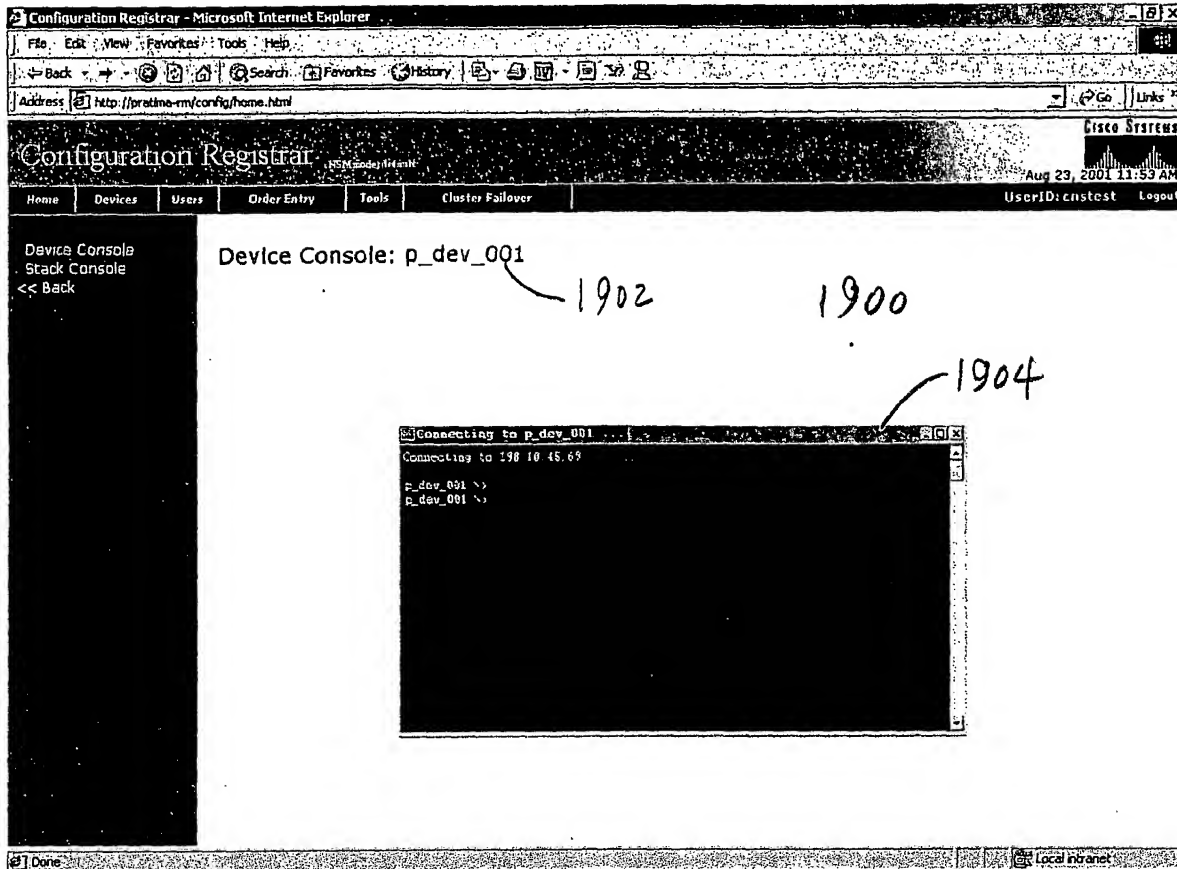 Configuration Registrar - Microsoft Internet Explorer
File Edit View Favorites Tools Help
Back Search Favorites History
Address http://pratima-rm/config/home.html Go Links
CISCO SYSTEMS
Configuration Registrar
Aug 23, 2001 11:53 AM
Home Devices Users Order Entry Tools Cluster Failover UserID: cnstest Logout
Device Console
Stack Console
<< Back
Device Console: p_dev_001
1902
1900
1904
Connecting to p_dev_001 ...
Connecting to 198 10.45.69 ..
p_dev_001 >
p_dev_001 >
Done Local intranet